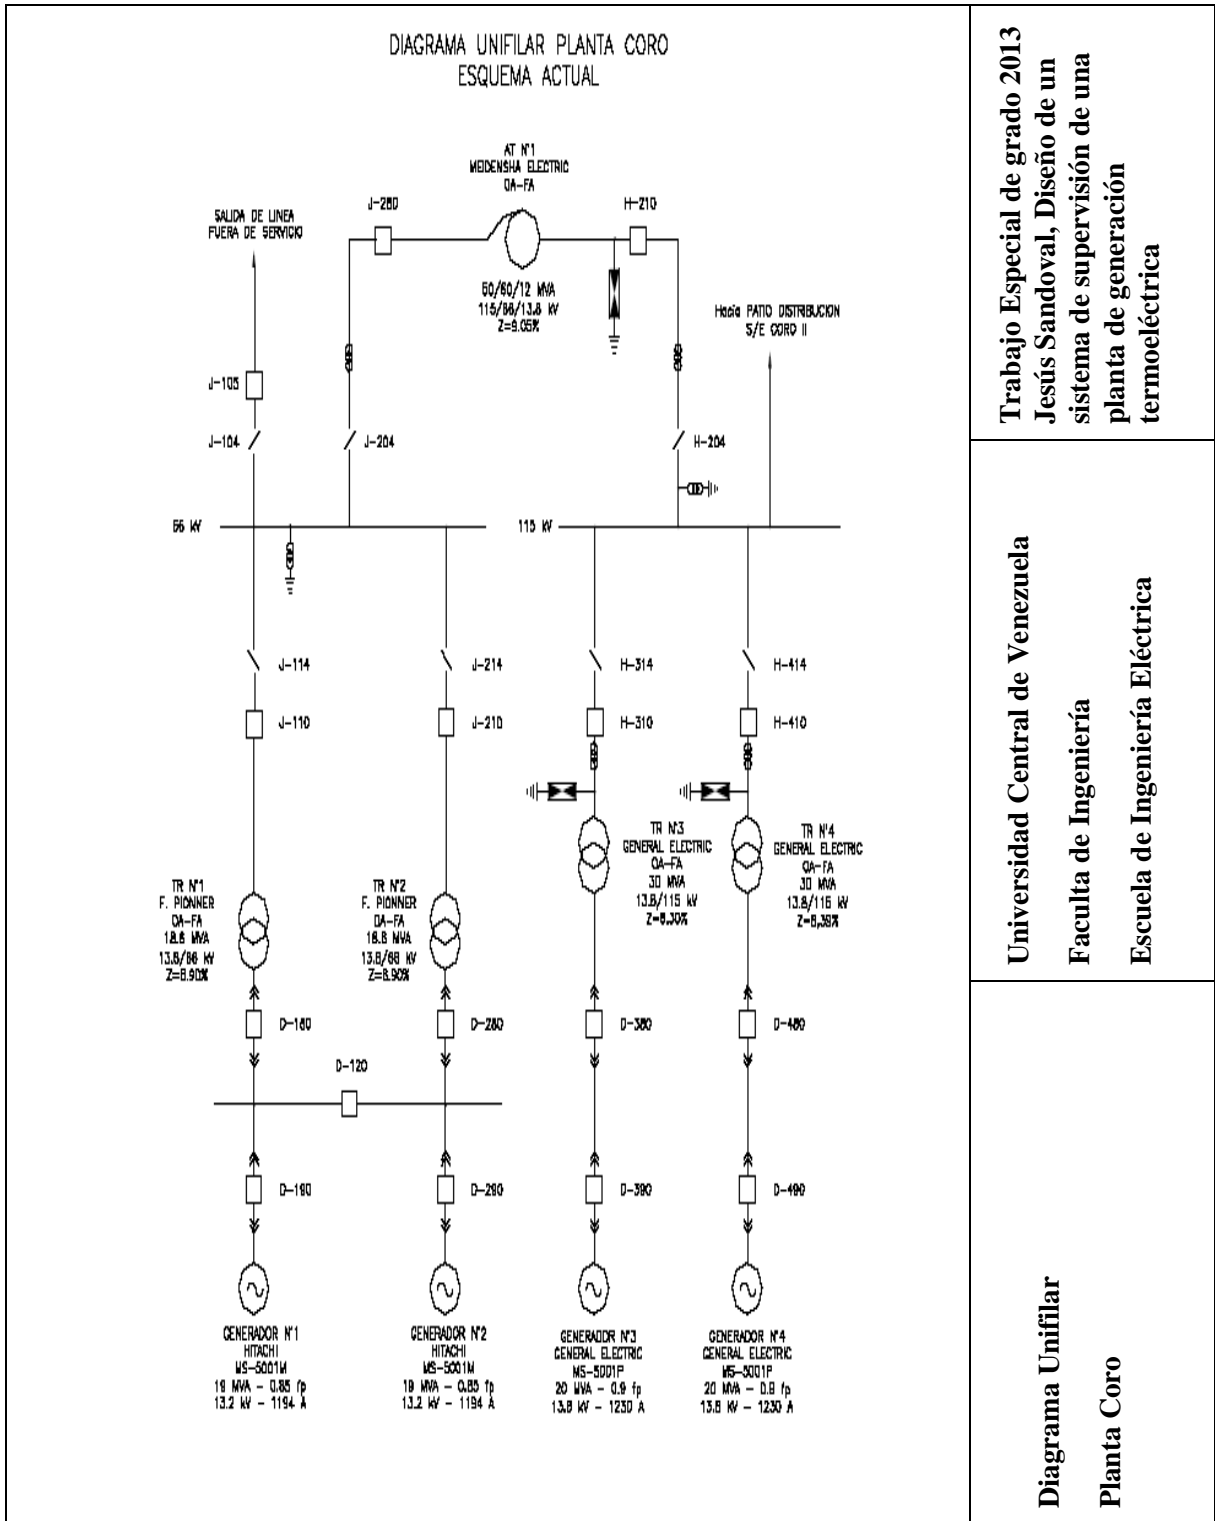 DIAGRAMA UNIFILAR PLANTA CORO
ESQUEMA ACTUAL
AT N°1
MEIDENSHA ELECTRIC
OA-FA
J-280
H-210
SALIDA DE LINEA
FUERA DE SERVICIO
50/60/12 MVA
115/66/13.8 kV
Z=9.05%
Hacia PATIO DISTRIBUCION
S/E CORO II
J-105
J-104
J-204
H-204
66 kV
115 kV
J-114
J-214
H-314
H-414
J-110
J-210
H-310
H-410
TR N°3
GENERAL ELECTRIC
OA-FA
30 MVA
13.8/115 kV
Z=8.30%
TR N°4
GENERAL ELECTRIC
OA-FA
30 MVA
13.8/115 kV
Z=8.38%
TR N°1
F. PIONNER
OA-FA
18.6 MVA
13.8/66 kV
Z=6.90%
TR N°2
F. PIONNER
OA-FA
18.6 MVA
13.8/66 kV
Z=6.90%
D-180
D-280
D-380
D-480
D-120
D-190
D-290
D-390
D-490
GENERADOR N°1
HITACHI
MS-5001M
19 MVA - 0.85 fp
13.2 kV - 1194 A
GENERADOR N°2
HITACHI
MS-5001M
19 MVA - 0.85 fp
13.2 kV - 1194 A
GENERADOR N°3
GENERAL ELECTRIC
MS-5001P
20 MVA - 0.9 fp
13.8 kV - 1230 A
GENERADOR N°4
GENERAL ELECTRIC
MS-5001P
20 MVA - 0.9 fp
13.8 kV - 1230 A
Trabajo Especial de grado 2013
Jesús Sandoval, Diseño de un
sistema de supervisión de una
planta de generación
termoeléctrica
Universidad Central de Venezuela
Faculta de Ingeniería
Escuela de Ingeniería Eléctrica
Diagrama Unifilar
Planta Coro